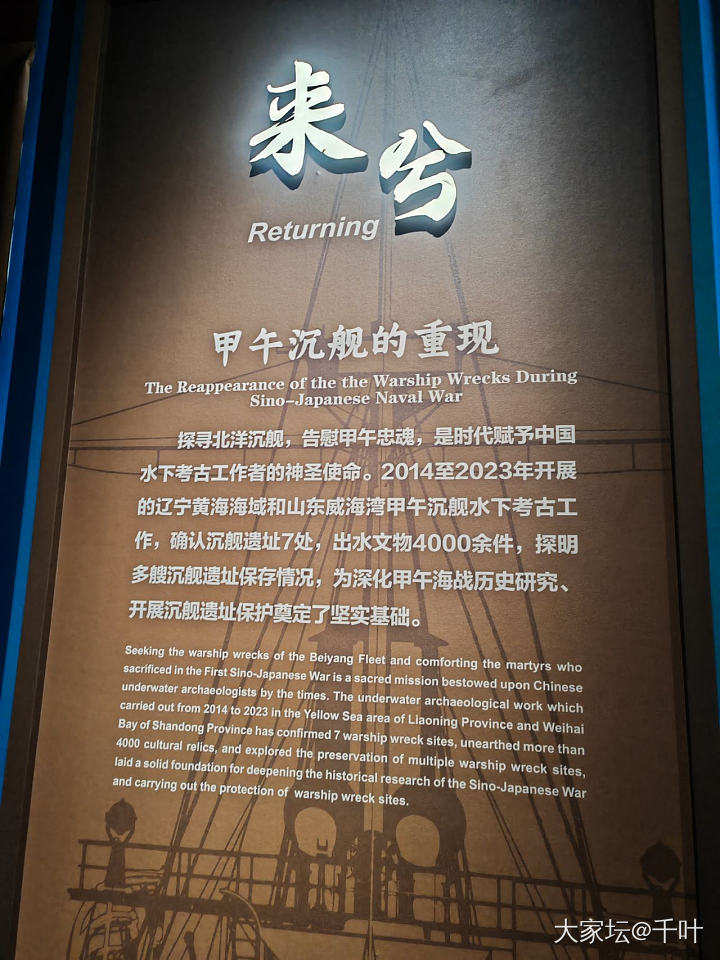 来兮
Returning
甲午沉舰的重现
The Reappearance of the the Warship Wrecks During
Sino-Japanese Naval War
探寻北洋沉舰，告慰甲午忠魂，是时代赋予中国
水下考古工作者的神圣使命。2014至2023年开展
的辽宁黄海海域和山东威海湾甲午沉舰水下考古工
作，确认沉舰遗址7处，出水文物4000余件，探明
多艘沉舰遗址保存情况，为深化甲午海战历史研究、
开展沉舰遗址保护奠定了坚实基础。
Seeking the warship wrecks of the Beiyang Fleet and comforting the martyrs who
sacrificed in the First Sino-Japanese War is a sacred mission bestowed upon Chinese
underwater archaeologists by the times. The underwater archaeological work which
carried out from 2014 to 2023 in the Yellow Sea area of Liaoning Province and Weihai
Bay of Shandong Province has confirmed 7 warship wreck sites, unearthed more than
4000 cultural relics, and explored the preservation of multiple warship wreck sites,
laid a solid foundation for deepening the historical research of the Sino-Japanese War
and carrying out the protection of warship wreck sites.
大家坛@千叶